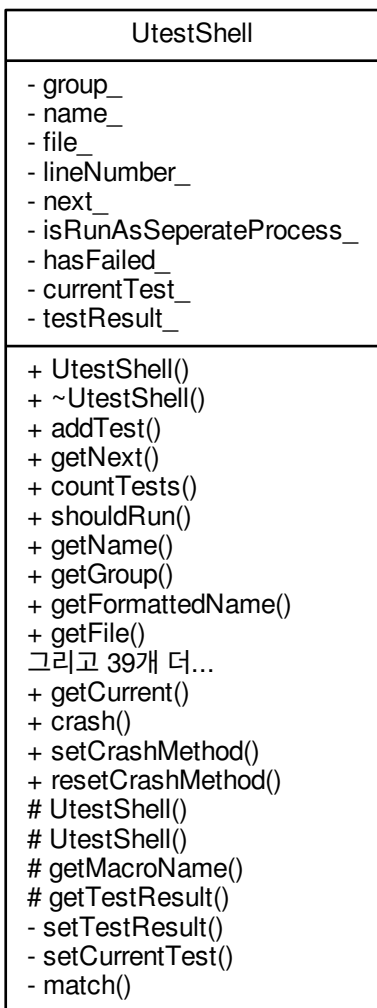 UtestShell
- group_
- name_
- file_
- lineNumber_
- next_
- isRunAsSeperateProcess_
- hasFailed_
- currentTest_
- testResult_
+ UtestShell()
+ ~UtestShell()
+ addTest()
+ getNext()
+ countTests()
+ shouldRun()
+ getName()
+ getGroup()
+ getFormattedName()
+ getFile()
그리고 39개 더...
+ getCurrent()
+ crash()
+ setCrashMethod()
+ resetCrashMethod()
# UtestShell()
# UtestShell()
# getMacroName()
# getTestResult()
- setTestResult()
- setCurrentTest()
- match()